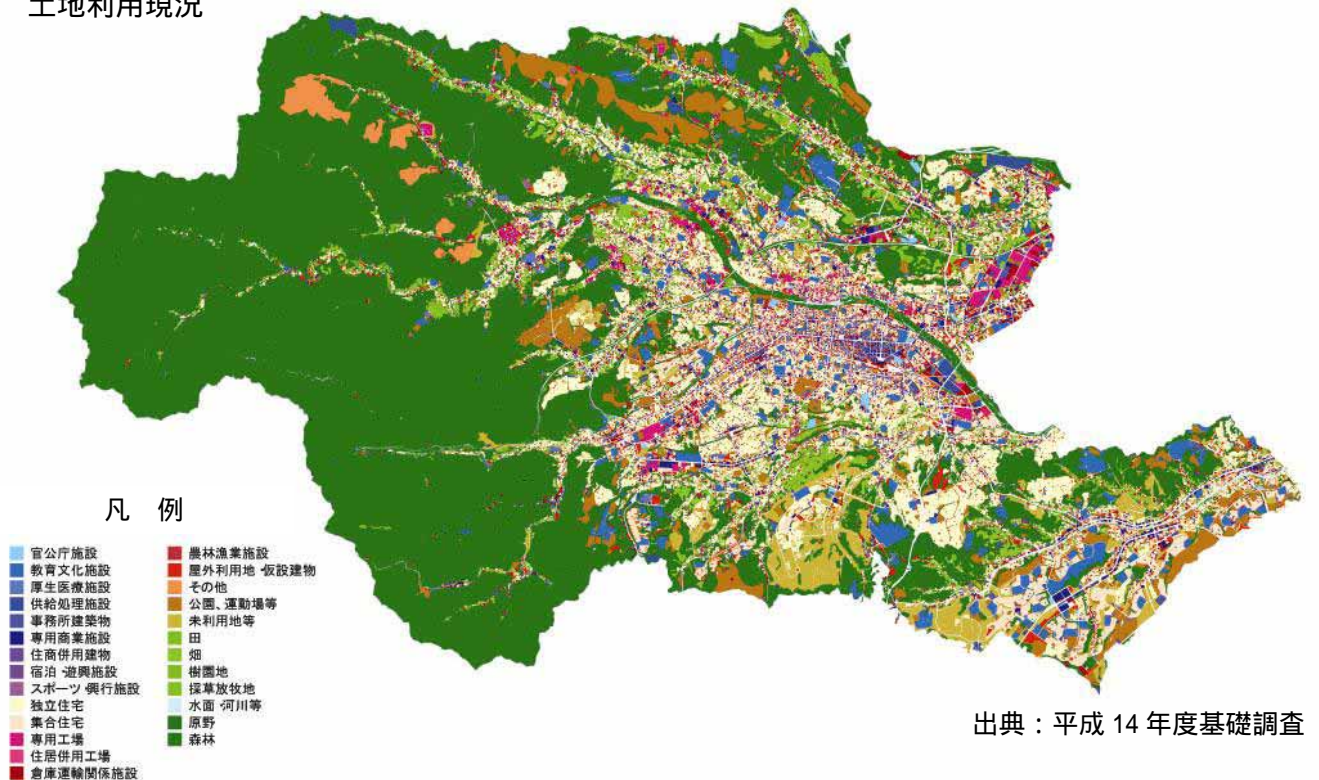 土地利用現況
凡 例
官公庁施設
教育文化施設
厚生医療施設
供給処理施設
事務所建築物
専用商業施設
住商併用建物
宿泊・遊興施設
スポーツ・興行施設
独立住宅
集合住宅
専用工場
住居併用工場
倉庫運輸関係施設
農林漁業施設
屋外利用地・仮設建物
その他
公園、運動場等
未利用地等
田
畑
樹園地
採草放牧地
水面・河川等
原野
森林
出典：平成 14 年度基礎調査